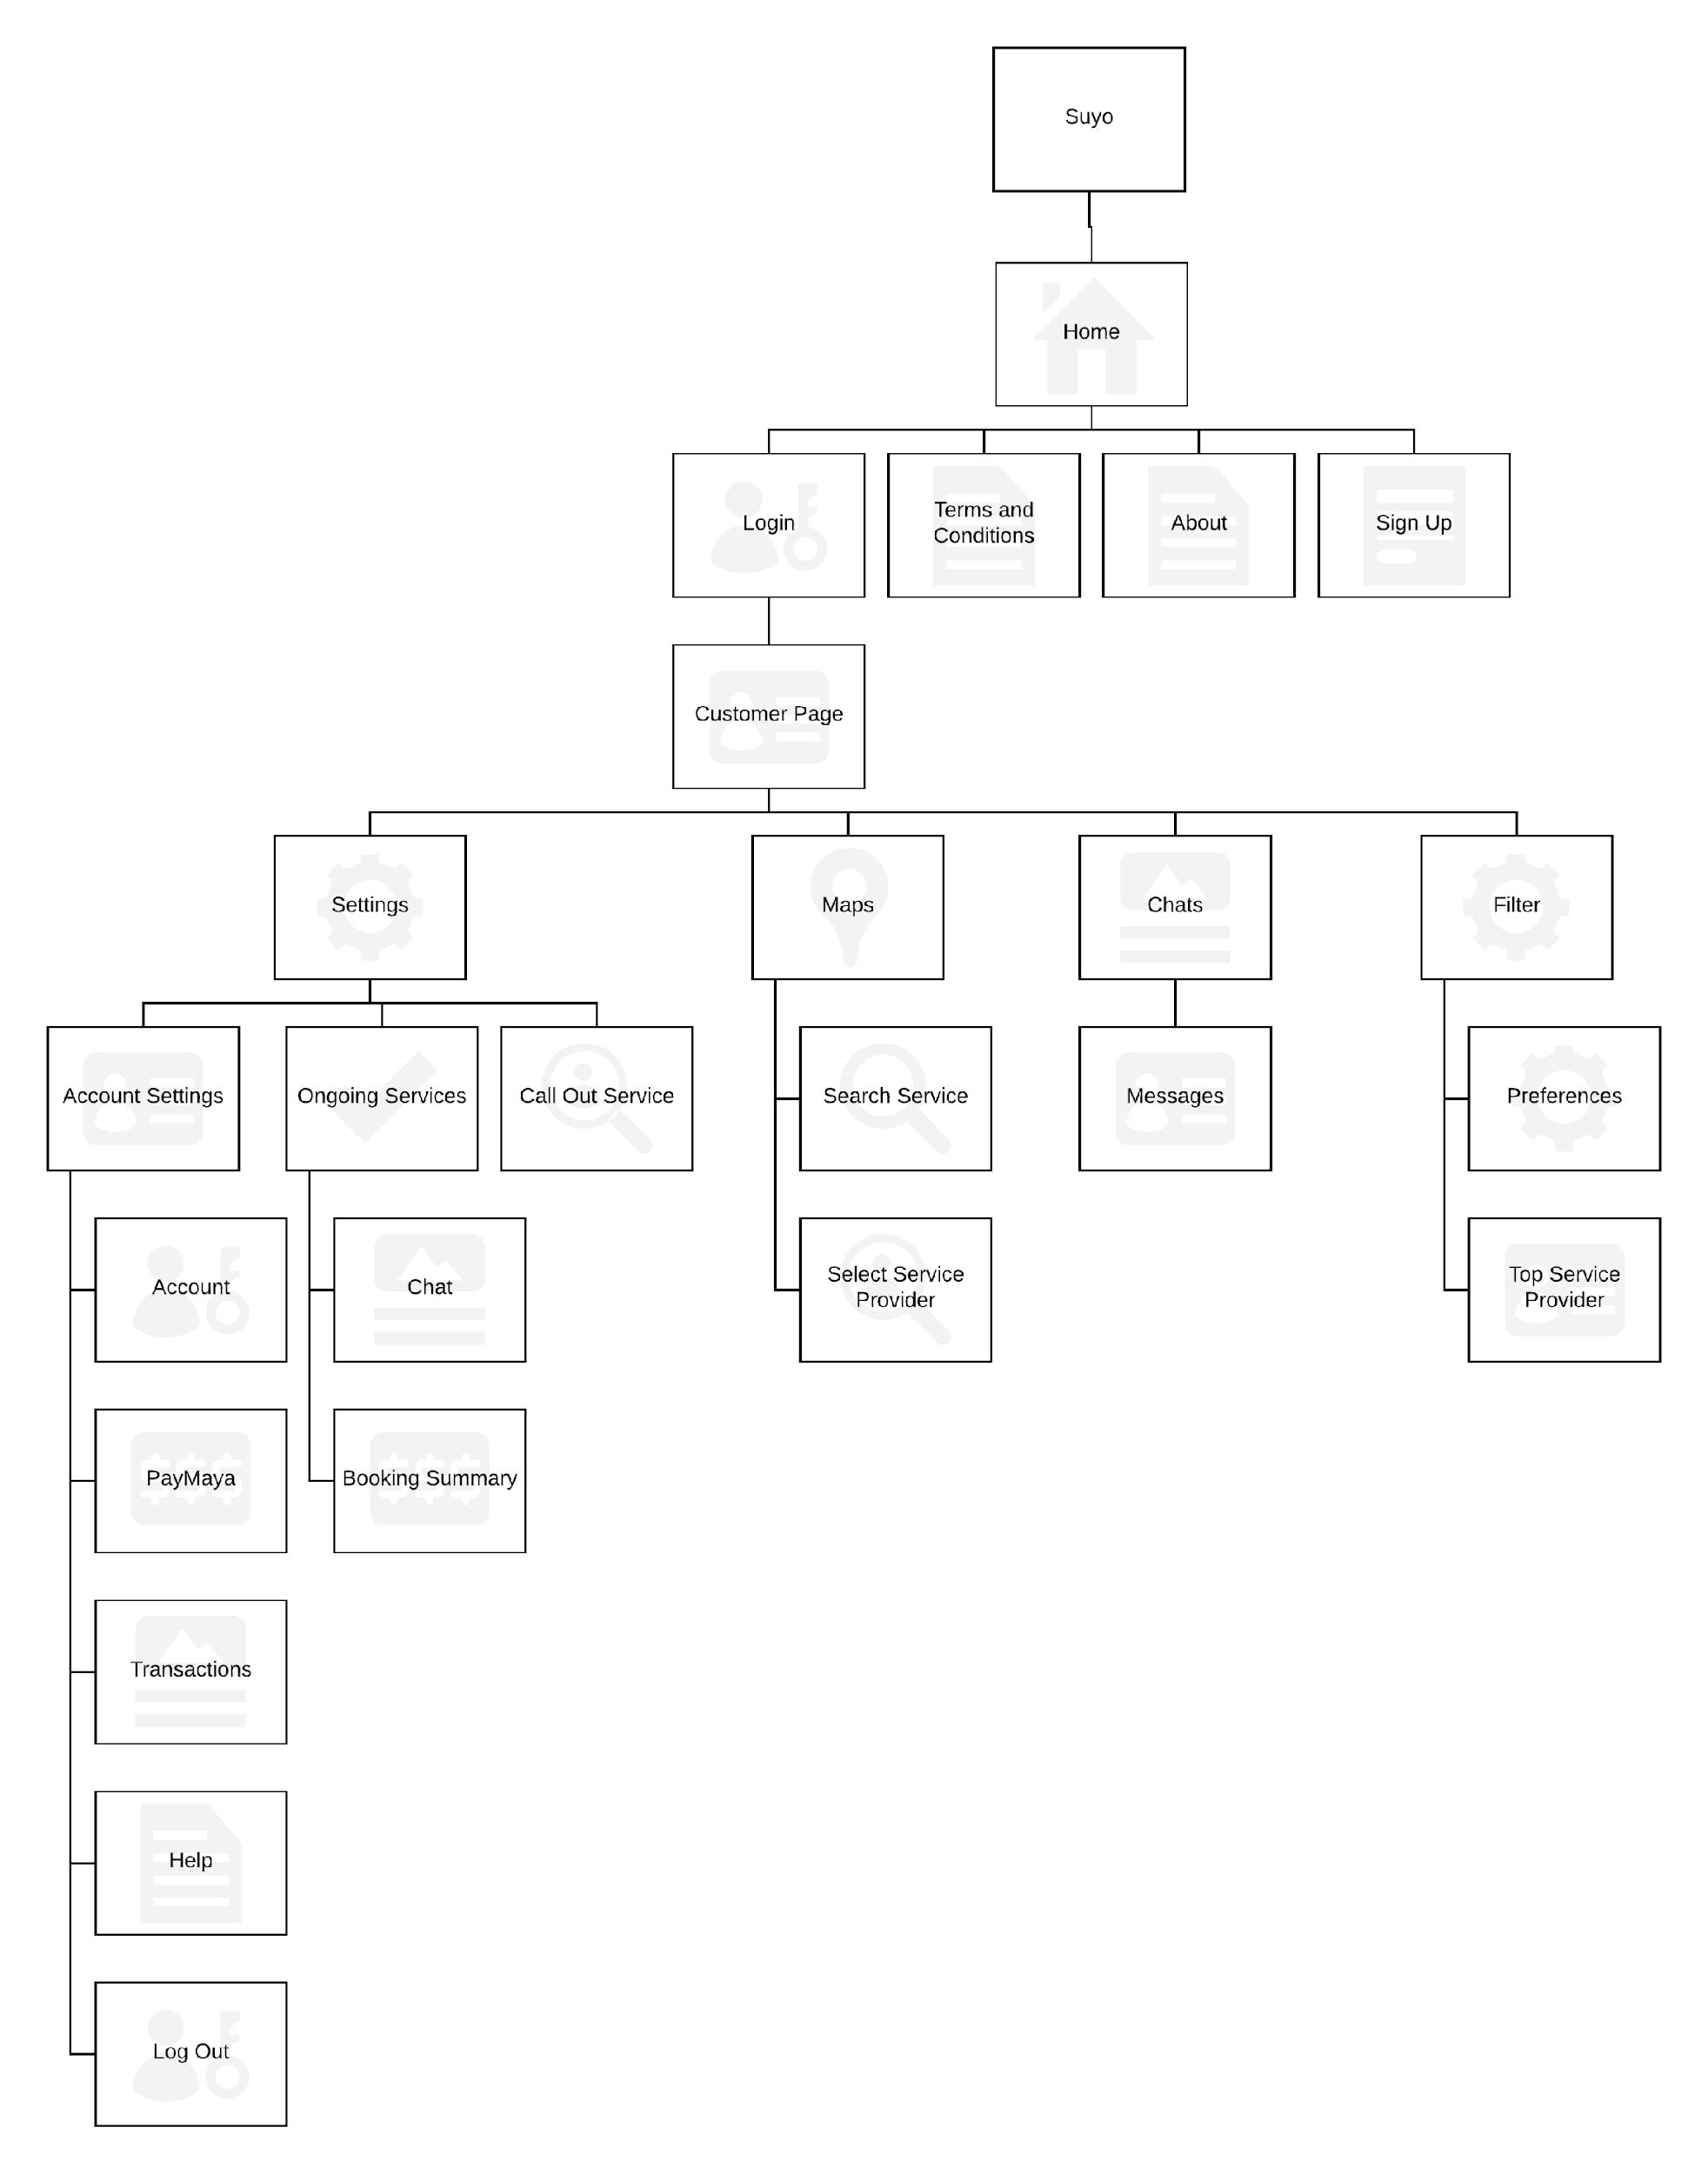 Suyo
Home
Login
Terms and
Conditions
About
Sign Up
Customer Page
Settings
Maps
Chats
Filter
Account Settings
Ongoing Services
Call Out Service
Search Service
Messages
Preferences
Account
Chat
Select Service
Provider
Top Service
Provider
PayMaya
Booking Summary
Transactions
Help
Log Out